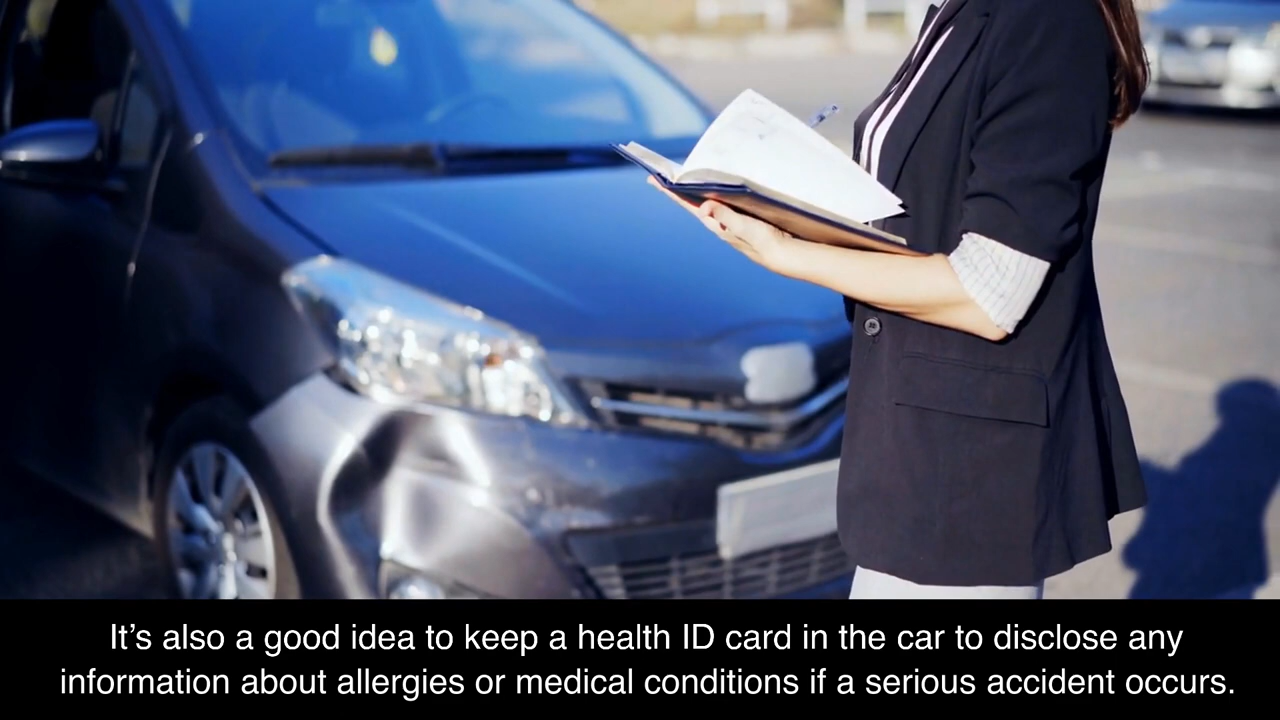 It’s also a good idea to keep a health ID card in the car to disclose any
information about allergies or medical conditions if a serious accident occurs.